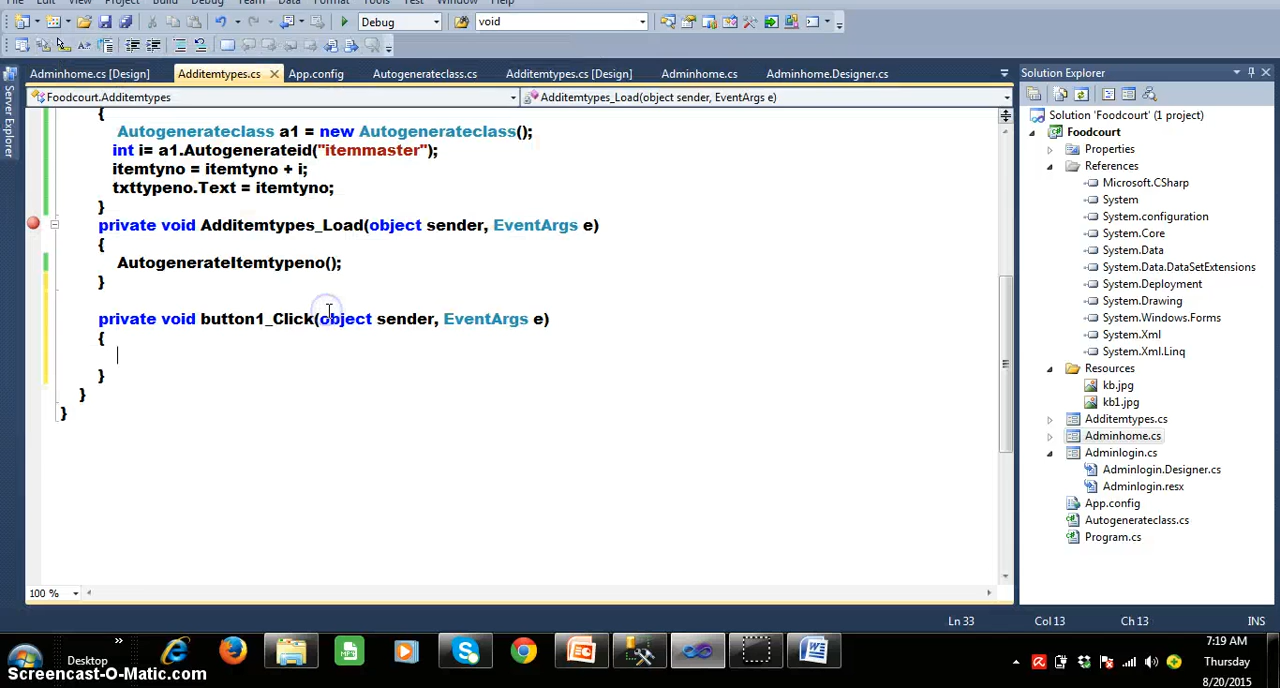 File Edit View Refactor Project Build Debug Team Data Format Tools Test Window Help
Debug void
Adminhome.cs [Design] Additemtypes.cs App.config Autogenerateclass.cs Additemtypes.cs [Design] Adminhome.cs Adminhome.Designer.cs
Foodcourt.Additemtypes Additemtypes_Load(object sender, EventArgs e)
{
Autogenerateclass a1 = new Autogenerateclass();
int i= a1.Autogenerateid("itemmaster");
itemtyno = itemtyno + i;
txttypeno.Text = itemtyno;
}
private void Additemtypes_Load(object sender, EventArgs e)
{
AutogenerateItemtypeno();
}
private void button1_Click(object sender, EventArgs e)
{
}
}
}
100 %
Server Explorer
Solution Explorer
Solution 'Foodcourt' (1 project)
Foodcourt
Properties
References
Microsoft.CSharp
System
System.configuration
System.Core
System.Data
System.Data.DataSetExtensions
System.Deployment
System.Drawing
System.Windows.Forms
System.Xml
System.Xml.Linq
Resources
kb.jpg
kb1.jpg
Additemtypes.cs
Adminhome.cs
Adminlogin.cs
Adminlogin.Designer.cs
Adminlogin.resx
App.config
Autogenerateclass.cs
Program.cs
Ln 33 Col 13 Ch 13 INS
Desktop
7:19 AM
Thursday
8/20/2015
Screencast-O-Matic.com